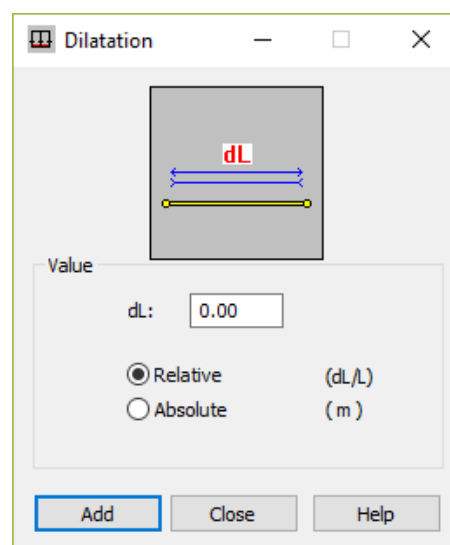 Dilatation
dL
Value
dL: 0.00
Relative (dL/L)
Absolute ( m )
Add Close Help